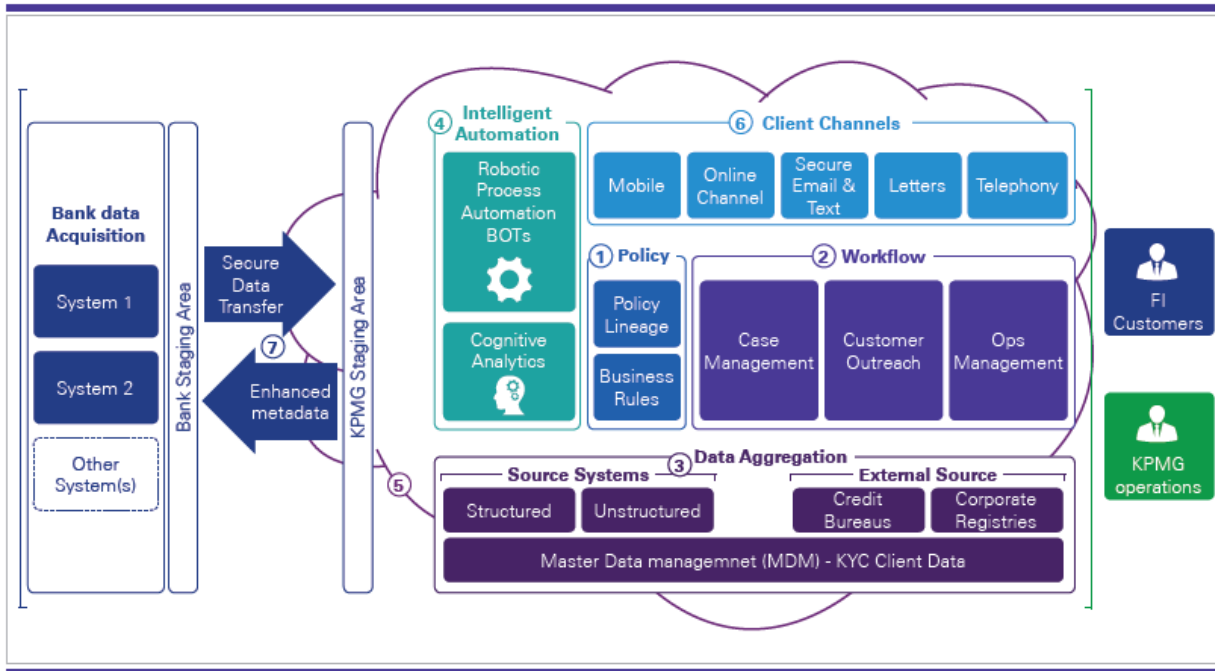 Bank data
Acquisition
System 1
System 2
Other
System(s)
Bank Staging Area
Secure
Data
Transfer
7
Enhanced
metadata
KPMG Staging Area
5
4 Intelligent
Automation
Robotic
Process
Automation
BOTs
Cognitive
Analytics
6 Client Channels
Mobile
Online
Channel
Secure
Email &
Text
Letters
Telephony
1 Policy
Policy
Lineage
Business
Rules
2 Workflow
Case
Management
Customer
Outreach
Ops
Management
3 Data Aggregation
Source Systems
Structured
Unstructured
External Source
Credit
Bureaus
Corporate
Registries
Master Data managemnet (MDM) - KYC Client Data
FI
Customers
KPMG
operations